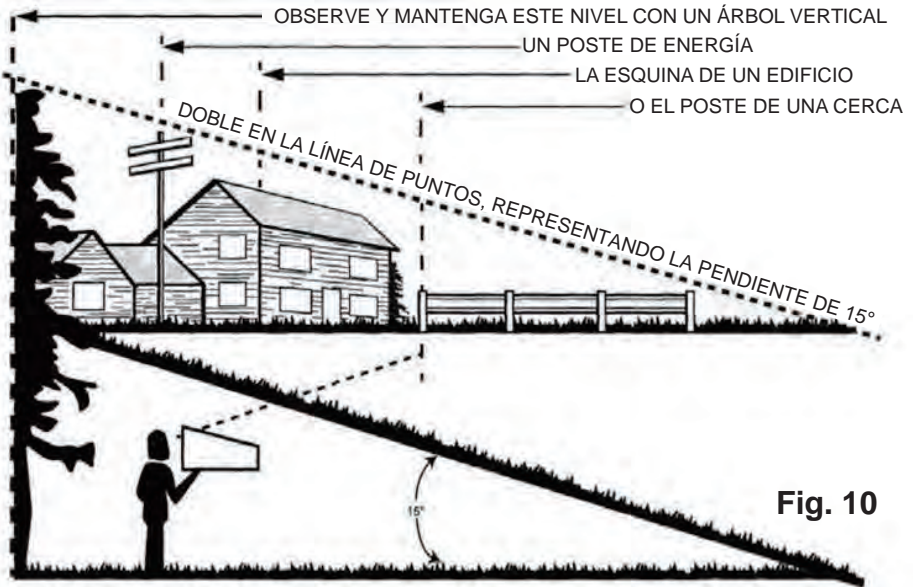 OBSERVE Y MANTENGA ESTE NIVEL CON UN ÁRBOL VERTICAL
UN POSTE DE ENERGÍA
LA ESQUINA DE UN EDIFICIO
O EL POSTE DE UNA CERCA
DOBLE EN LA LÍNEA DE PUNTOS, REPRESENTANDO LA PENDIENTE DE 15°
15°
Fig. 10